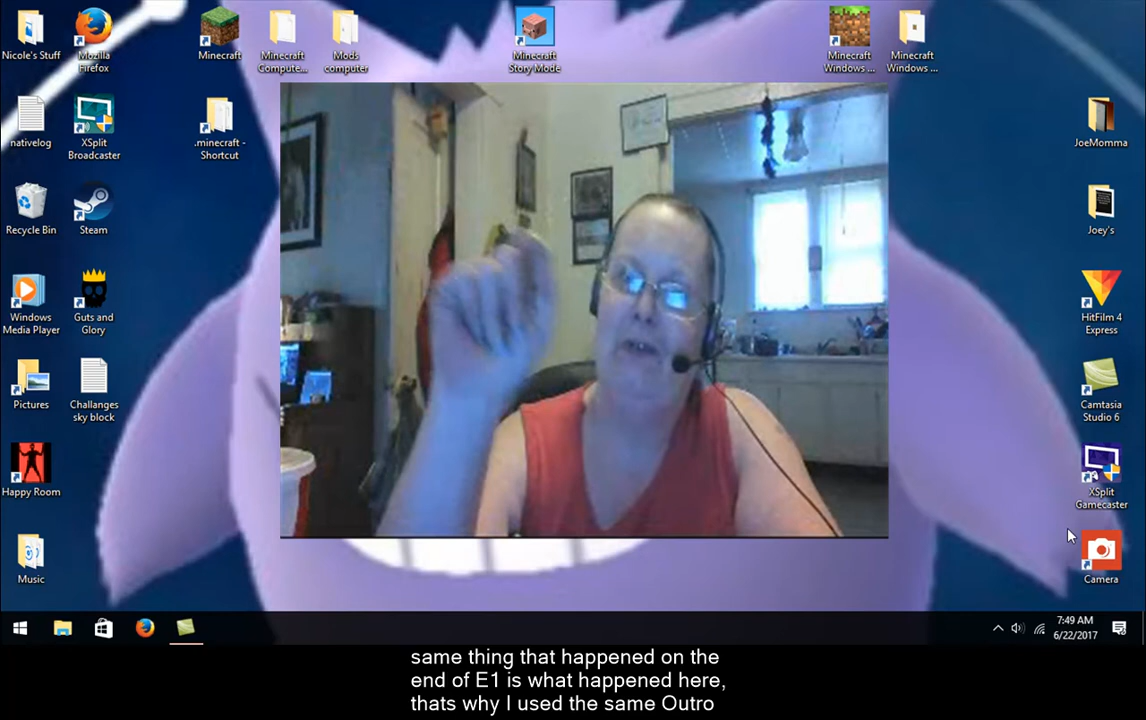 Nicole's Stuff
Mozilla
Firefox
Minecraft
Minecraft
Compute...
Mods
computer
Minecraft
Story Mode
Minecraft
Windows ...
Minecraft
Windows ...
nativelog
XSplit
Broadcaster
.minecraft -
Shortcut
JoeMomma
Recycle Bin
Steam
Joey's
Windows
Media Player
Guts and
Glory
HitFilm 4
Express
Pictures
Challanges
sky block
Camtasia
Studio 6
Happy Room
XSplit
Gamecaster
Music
Camera
7:49 AM
6/22/2017
same thing that happened on the
end of E1 is what happened here,
thats why I used the same Outro